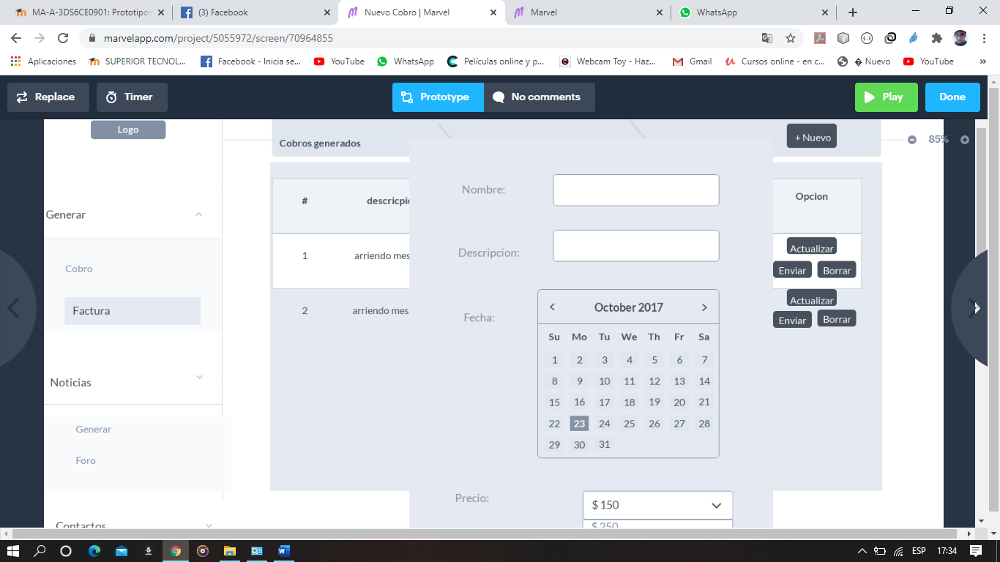 MA-A-3DS6CE0901: Prototipos
(3) Facebook
Nuevo Cobro | Marvel
Marvel
WhatsApp
marvelapp.com/project/5055972/screen/70964855
Aplicaciones
SUPERIOR TECNOL...
Facebook - Inicia se...
YouTube
WhatsApp
Películas online y p...
Webcam Toy - Haz...
Gmail
Cursos online - en c...
� Nuevo
YouTube
»
Replace
Timer
Prototype
No comments
Play
Done
Logo
Cobros generados
+ Nuevo
85%
Generar
Cobro
Factura
Noticias
Generar
Foro
Contactos
# descricpi Opcion
1 arriendo mes Actualizar
Enviar Borrar
2 arriendo mes Actualizar
Enviar Borrar
Nombre:
Descripcion:
Fecha:
October 2017
Su Mo Tu We Th Fr Sa
1 2 3 4 5 6 7
8 9 10 11 12 13 14
15 16 17 18 19 20 21
22 23 24 25 26 27 28
29 30 31
Precio:
$ 150
$ 250
ESP
17:34